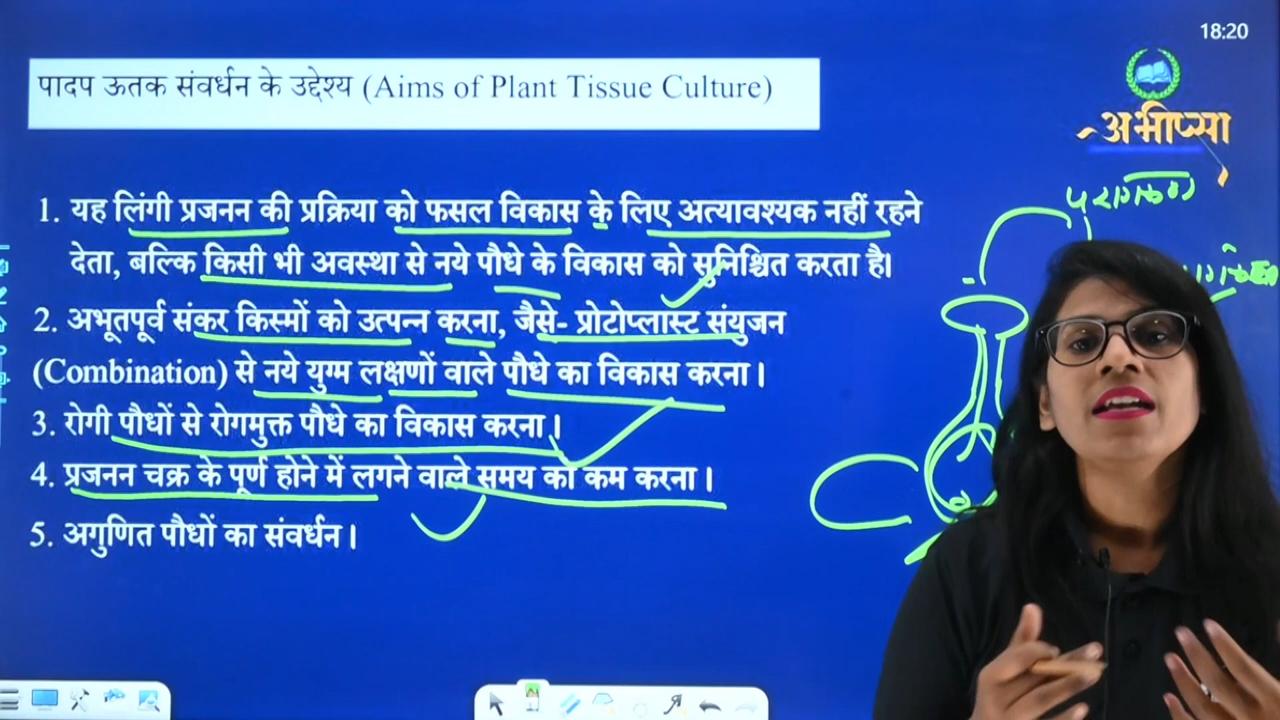 18:20
पादप ऊतक संवर्धन के उद्देश्य (Aims of Plant Tissue Culture)
अभीप्सा
1. यह लिंगी प्रजनन की प्रक्रिया को फसल विकास के लिए अत्यावश्यक नहीं रहने
देता, बल्कि किसी भी अवस्था से नये पौधे के विकास को सुनिश्चित करता है।
2. अभूतपूर्व संकर किस्मों को उत्पन्न करना, जैसे- प्रोटोप्लास्ट संयुजन
(Combination) से नये युग्म लक्षणों वाले पौधे का विकास करना।
3. रोगी पौधों से रोगमुक्त पौधे का विकास करना।
4. प्रजनन चक्र के पूर्ण होने में लगने वाले समय का कम करना।
5. अगुणित पौधों का संवर्धन।